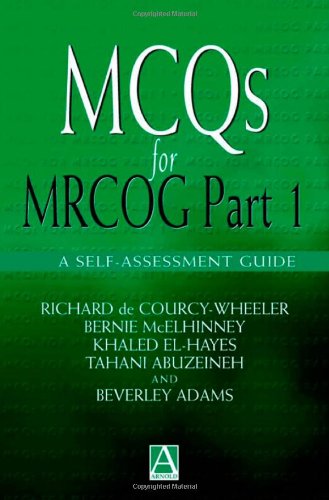 MCQs
for
MRCOG Part 1
A SELF-ASSESSMENT GUIDE
RICHARD de COURCY-WHEELER
BERNIE McELHINNEY
KHALED EL-HAYES
TAHANI ABUZEINEH
AND
BEVERLEY ADAMS
A
ARNOLD